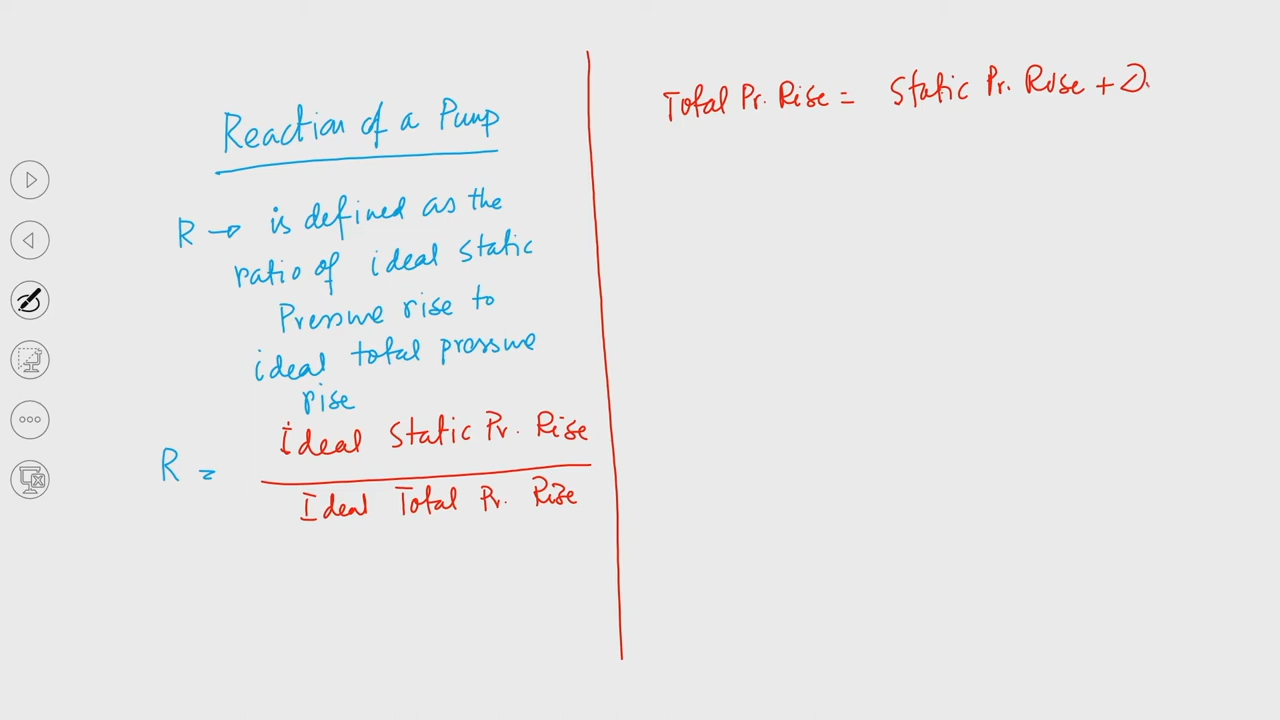 Reaction of a Pump
R → is defined as the
ratio of ideal static
Pressure rise to
ideal total pressure
rise
R = Ideal Static Pr. Rise
Ideal Total Pr. Rise
Total Pr. Rise = Static Pr. Rise + D.